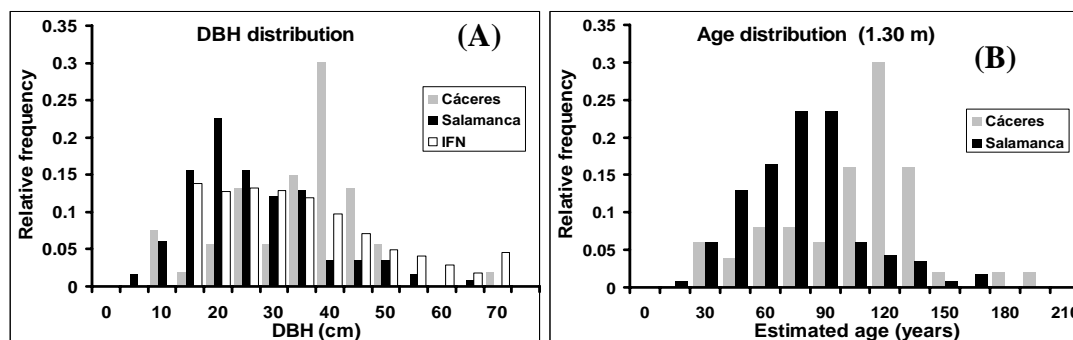 DBH distribution
(A)
0.35
0.3
0.25
0.2
0.15
0.1
0.05
0
Relative frequency
Cáceres
Salamanca
IFN
0 10 20 30 40 50 60 70
DBH (cm)
Age distribution (1.30 m)
(B)
0.35
0.3
0.25
0.2
0.15
0.1
0.05
0
Relative frequency
Cáceres
Salamanca
0 30 60 90 120 150 180 210
Estimated age (years)